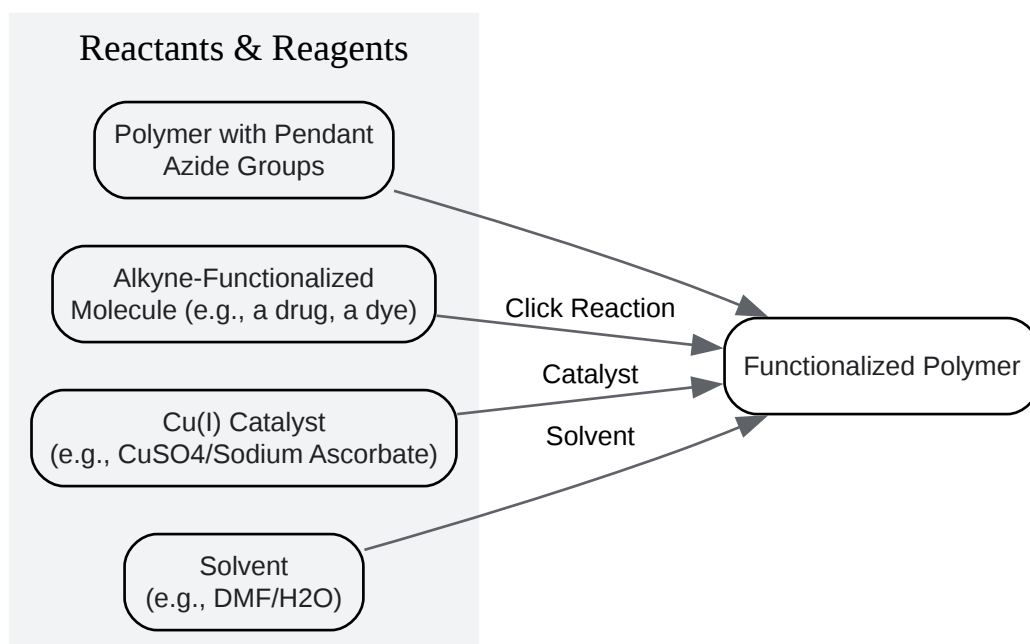 Reactants & Reagents
Polymer with Pendant
Azide Groups
Alkyne-Functionalized
Molecule (e.g., a drug, a dye)
Cu(I) Catalyst
(e.g., CuSO4/Sodium Ascorbate)
Solvent
(e.g., DMF/H2O)
Click Reaction
Catalyst
Solvent
Functionalized Polymer